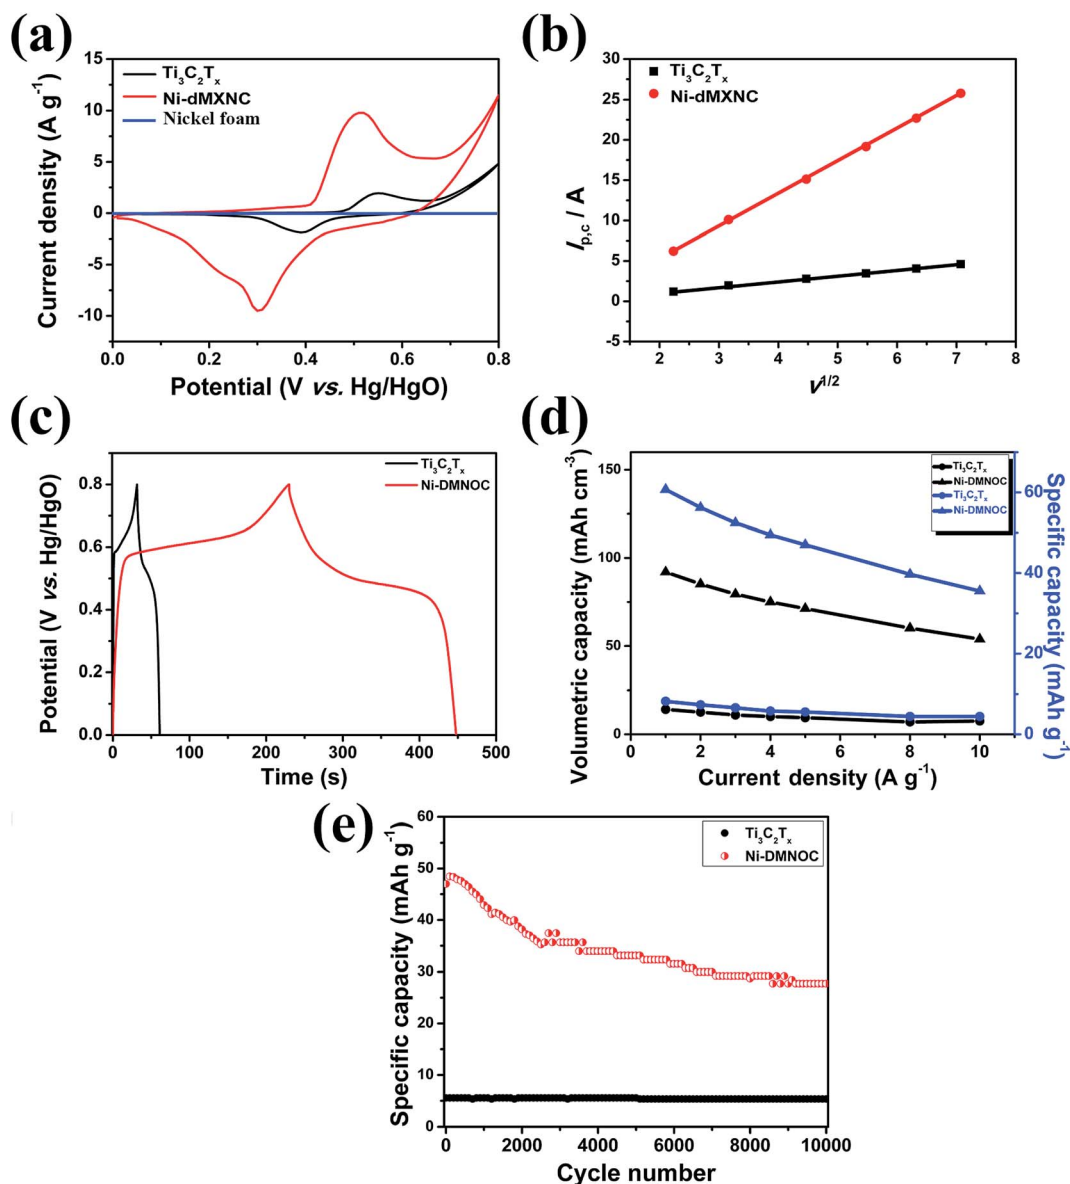 (a)
15
10
5
0
-5
-10
Current density (A g⁻¹)
Ti₃C₂Tₓ
Ni-dMXNC
Nickel foam
0.0 0.2 0.4 0.6 0.8
Potential (V vs. Hg/HgO)
(b)
30
25
20
15
10
5
0
-5
I_p,c / A
Ti₃C₂Tₓ
Ni-dMXNC
2 3 4 5 6 7 8
v^1/2
(c)
0.8
0.6
0.4
0.2
0.0
Potential (V vs. Hg/HgO)
Ti₃C₂Tₓ
Ni-DMNOC
0 100 200 300 400 500
Time (s)
(d)
150
100
50
0
Volumetric capacity (mAh cm⁻³)
Ti₃C₂Tₓ
Ni-DMNOC
Ti₃C₂Tₓ
Ni-DMNOC
60
40
20
0
Specific capacity (mAh g⁻¹)
0 2 4 6 8 10
Current density (A g⁻¹)
(e)
60
50
40
30
20
10
0
Specific capacity (mAh g⁻¹)
Ti₃C₂Tₓ
Ni-DMNOC
0 2000 4000 6000 8000 10000
Cycle number